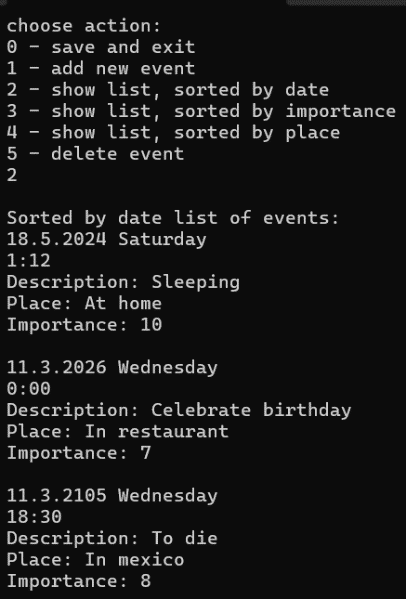 choose action:
0 - save and exit
1 - add new event
2 - show list, sorted by date
3 - show list, sorted by importance
4 - show list, sorted by place
5 - delete event
2
Sorted by date list of events:
18.5.2024 Saturday
1:12
Description: Sleeping
Place: At home
Importance: 10
11.3.2026 Wednesday
0:00
Description: Celebrate birthday
Place: In restaurant
Importance: 7
11.3.2105 Wednesday
18:30
Description: To die
Place: In mexico
Importance: 8